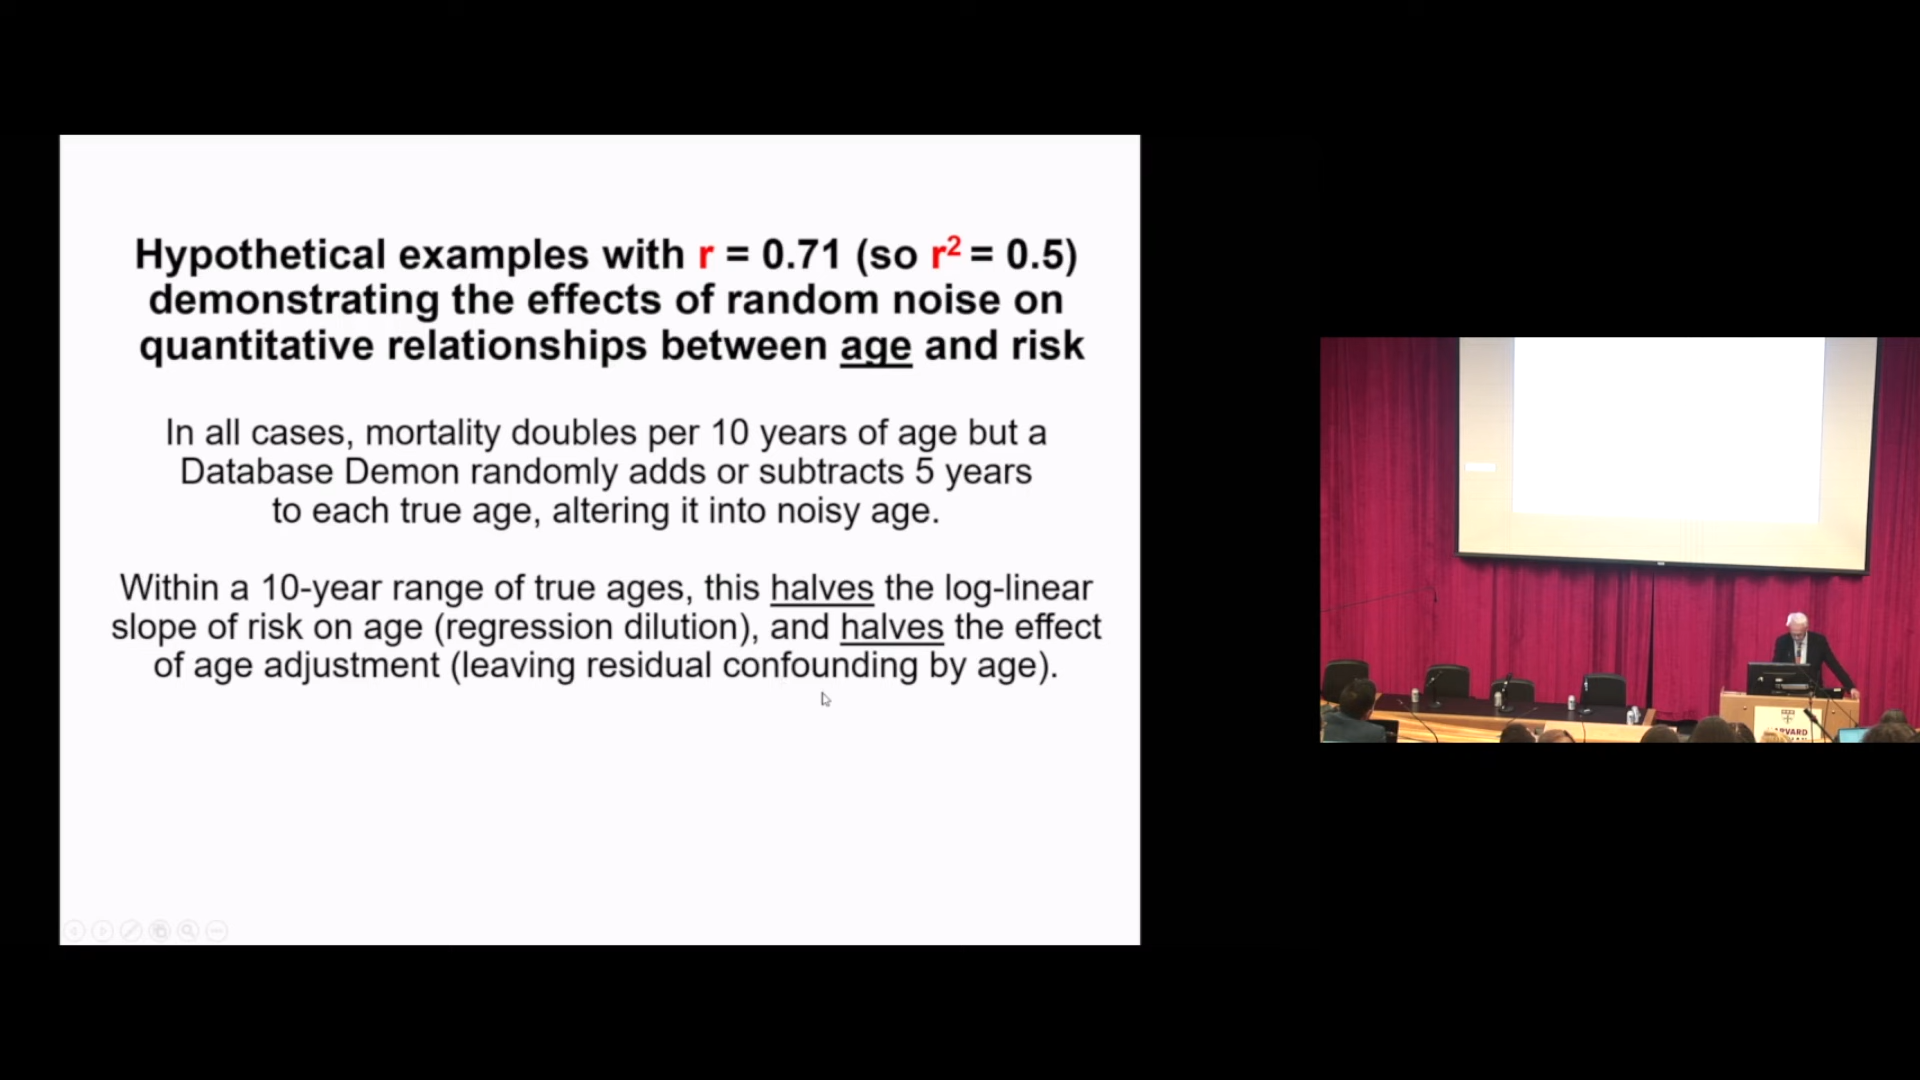 Hypothetical examples with r = 0.71 (so r² = 0.5)
demonstrating the effects of random noise on
quantitative relationships between age and risk
In all cases, mortality doubles per 10 years of age but a
Database Demon randomly adds or subtracts 5 years
to each true age, altering it into noisy age.
Within a 10-year range of true ages, this halves the log-linear
slope of risk on age (regression dilution), and halves the effect
of age adjustment (leaving residual confounding by age).